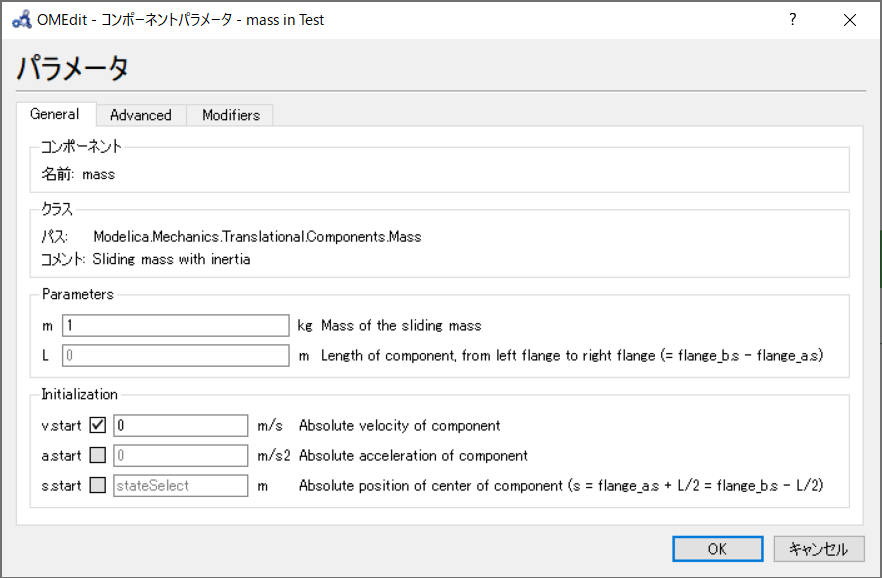 OMEdit - コンポーネントパラメータ - mass in Test
パラメータ
General Advanced Modifiers
コンポーネント
名前: mass
クラス
パス: Modelica.Mechanics.Translational.Components.Mass
コメント: Sliding mass with inertia
Parameters
m 1 kg Mass of the sliding mass
L 0 m Length of component, from left flange to right flange (= flange_b.s - flange_a.s)
Initialization
v.start 0 m/s Absolute velocity of component
a.start 0 m/s2 Absolute acceleration of component
s.start stateSelect m Absolute position of center of component (s = flange_a.s + L/2 = flange_b.s - L/2)
OK キャンセル